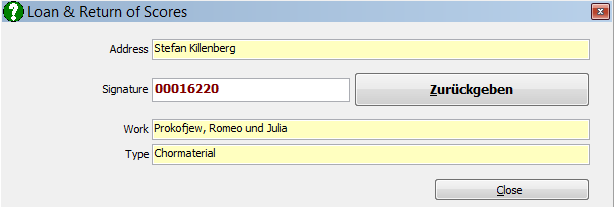 Loan & Return of Scores
Address Stefan Killenberg
Signature 00016220 Zurückgeben
Work Prokofjew, Romeo und Julia
Type Chormaterial
Close